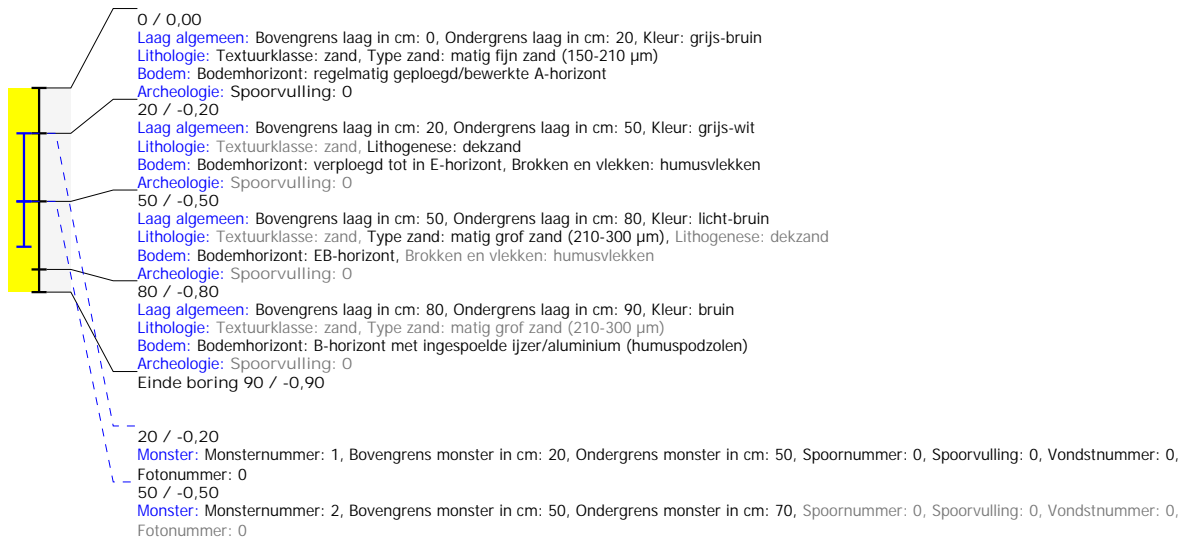 0 / 0,00
Laag algemeen: Bovengrens laag in cm: 0, Ondergrens laag in cm: 20, Kleur: grijs-bruin
Lithologie: Textuurklasse: zand, Type zand: matig fijn zand (150-210 µm)
Bodem: Bodemhorizont: regelmatig geploegd/bewerkte A-horizont
Archeologie: Spoorvulling: 0
20 / -0,20
Laag algemeen: Bovengrens laag in cm: 20, Ondergrens laag in cm: 50, Kleur: grijs-wit
Lithologie: Textuurklasse: zand, Lithogenese: dekzand
Bodem: Bodemhorizont: verploegd tot in E-horizont, Brokken en vlekken: humusvlekken
Archeologie: Spoorvulling: 0
50 / -0,50
Laag algemeen: Bovengrens laag in cm: 50, Ondergrens laag in cm: 80, Kleur: licht-bruin
Lithologie: Textuurklasse: zand, Type zand: matig grof zand (210-300 µm), Lithogenese: dekzand
Bodem: Bodemhorizont: EB-horizont, Brokken en vlekken: humusvlekken
Archeologie: Spoorvulling: 0
80 / -0,80
Laag algemeen: Bovengrens laag in cm: 80, Ondergrens laag in cm: 90, Kleur: bruin
Lithologie: Textuurklasse: zand, Type zand: matig grof zand (210-300 µm)
Bodem: Bodemhorizont: B-horizont met ingespoelde ijzer/aluminium (humuspodzolen)
Archeologie: Spoorvulling: 0
Einde boring 90 / -0,90
20 / -0,20
Monster: Monsternummer: 1, Bovengrens monster in cm: 20, Ondergrens monster in cm: 50, Spoornummer: 0, Spoorvulling: 0, Vondstnummer: 0,
Fotonummer: 0
50 / -0,50
Monster: Monsternummer: 2, Bovengrens monster in cm: 50, Ondergrens monster in cm: 70, Spoornummer: 0, Spoorvulling: 0, Vondstnummer: 0,
Fotonummer: 0